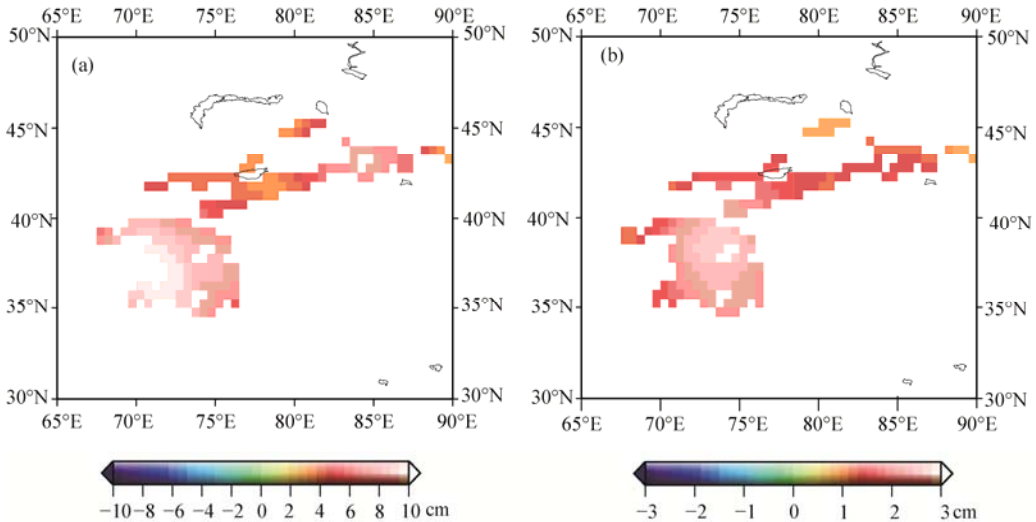 65°E 70°E 75°E 80°E 85°E 90°E 65°E 70°E 75°E 80°E 85°E 90°E
50°N 50°N 50°N 50°N
(a) (b)
45°N 45°N 45°N 45°N
40°N 40°N 40°N 40°N
35°N 35°N 35°N 35°N
30°N 30°N 30°N 30°N
65°E 70°E 75°E 80°E 85°E 90°E 65°E 70°E 75°E 80°E 85°E 90°E
−10 −8 −6 −4 −2 0 2 4 6 8 10 cm −3 −2 −1 0 1 2 3 cm